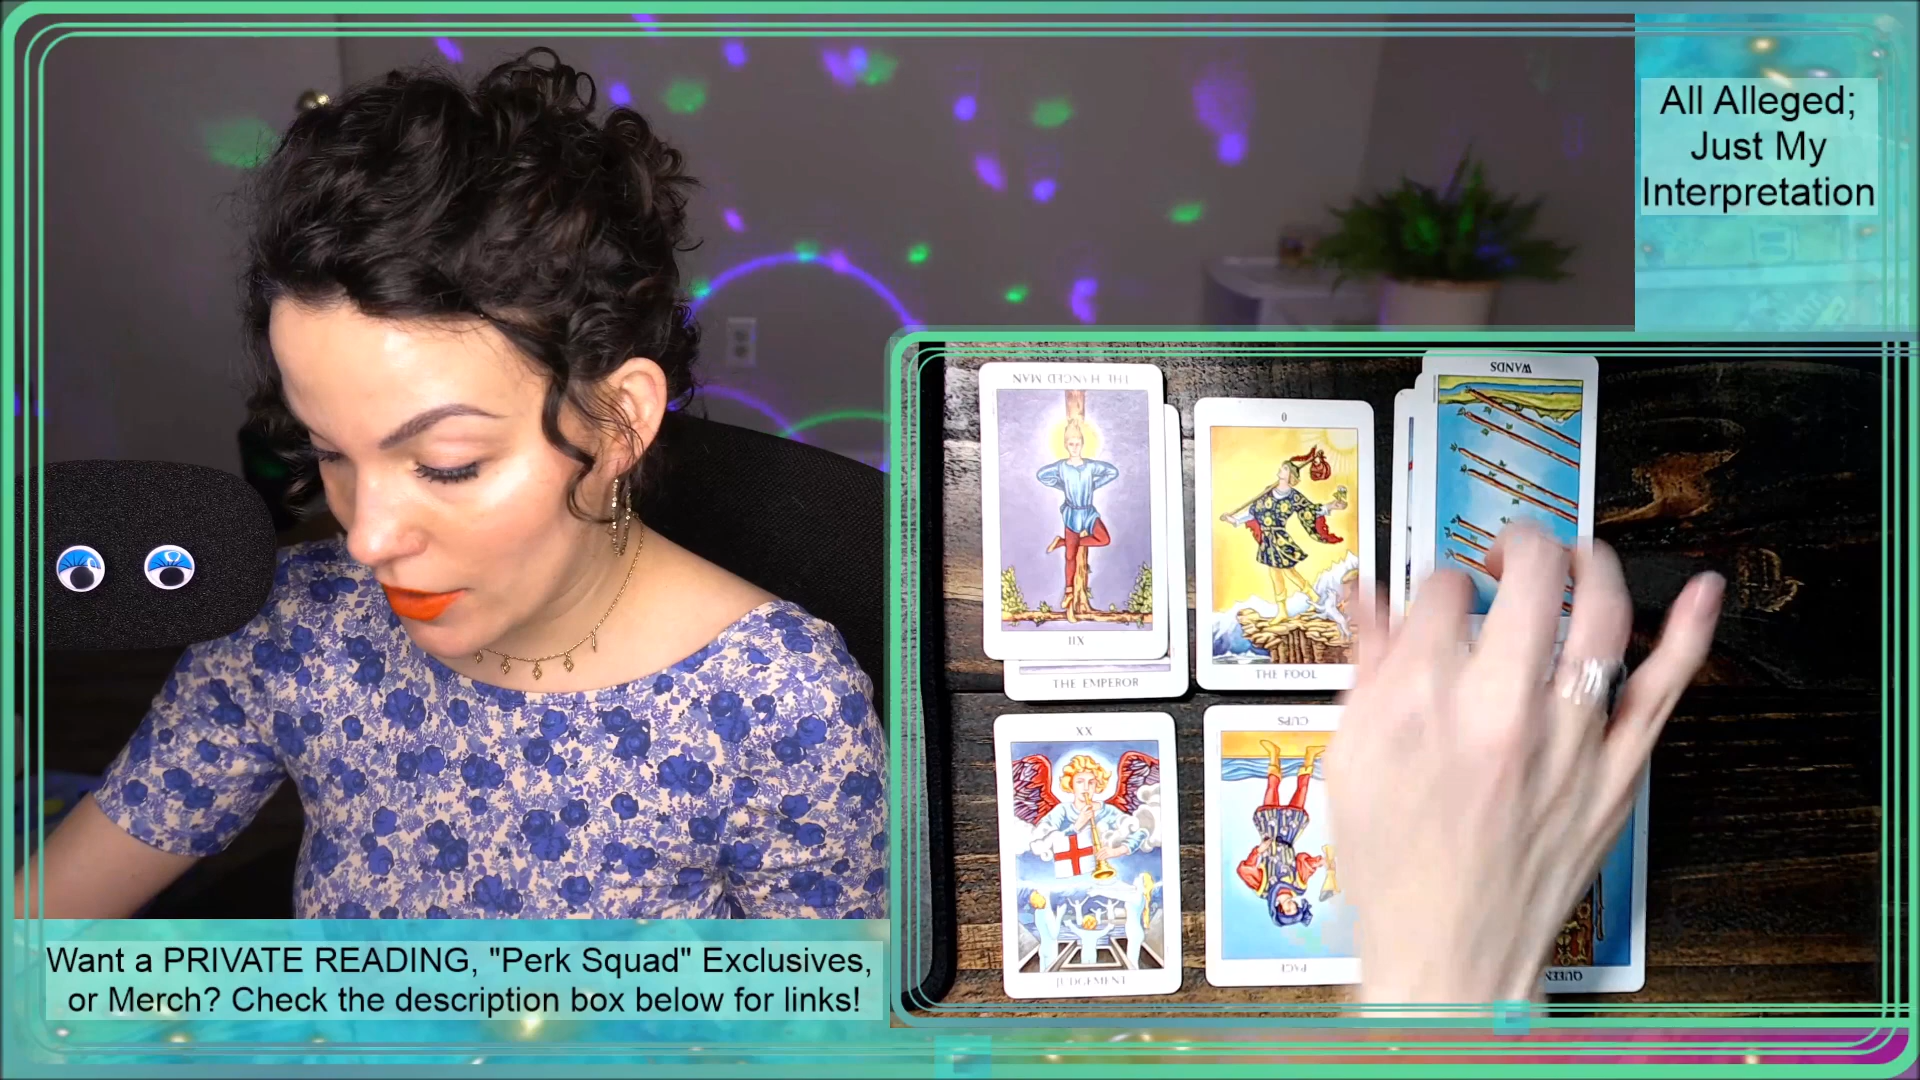 All Alleged;
Just My
Interpretation
WANDS
THE HANGED MAN
0
XII
THE FOOL
THE EMPEROR
CUPS
XX
JUDGEMENT
PAGE
QUEEN
Want a PRIVATE READING, "Perk Squad" Exclusives,
or Merch? Check the description box below for links!